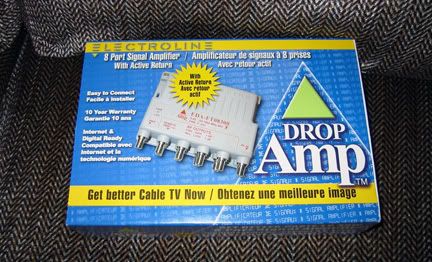 ELECTROLINE
8 Port Signal Amplifier / Amplificateur de signaux à 8 prises
With Active Return Avec retour actif
With
Active Return
Avec retour
actif
Easy to Connect
Facile à installer
10 Year Warranty
Garantie 10 ans
Internet &
Digital Ready
Compatible avec
Internet et la
technologie numérique
DROP
Amp
TM
Get better Cable TV Now / Obtenez une meilleure image